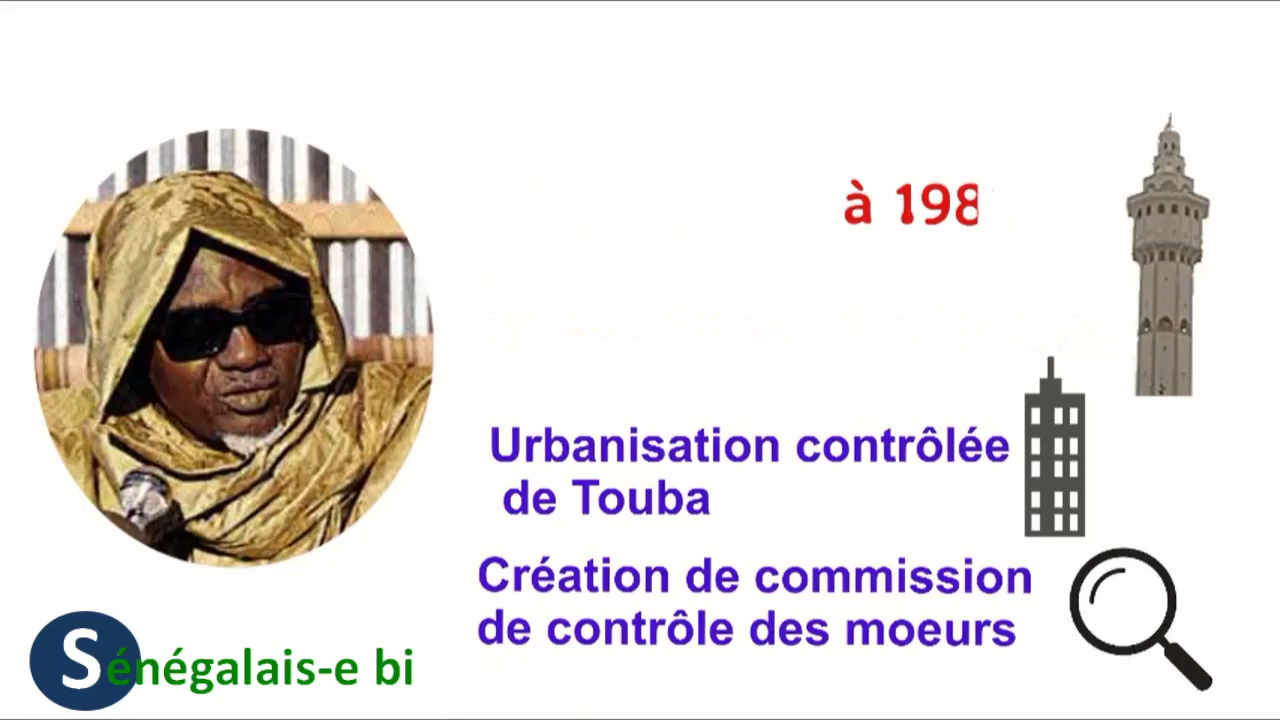 à 198
Urbanisation contrôlée
de Touba
Création de commission
de contrôle des moeurs
Sénégalais-e bi